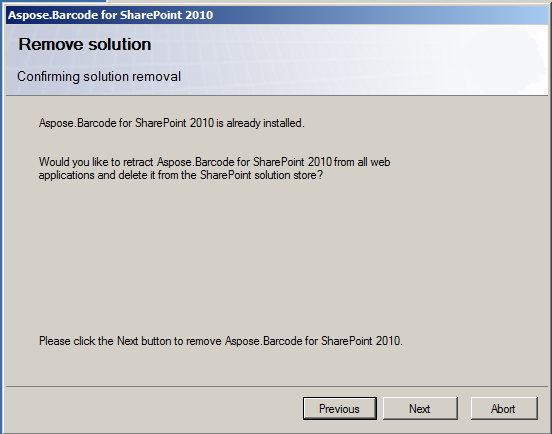 Aspose.Barcode for SharePoint 2010
Remove solution
Confirming solution removal
Aspose.Barcode for SharePoint 2010 is already installed.
Would you like to retract Aspose.Barcode for SharePoint 2010 from all web
applications and delete it from the SharePoint solution store?
Please click the Next button to remove Aspose.Barcode for SharePoint 2010.
Previous
Next
Abort